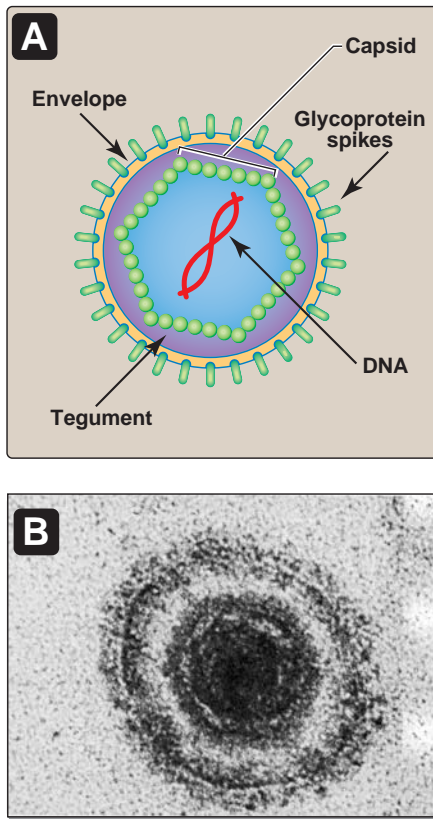 A
Capsid
Envelope
Glycoprotein
spikes
DNA
Tegument
B